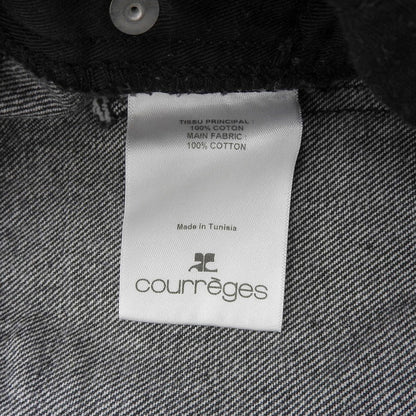 TISSU PRINCIPAL :
100% COTON
MAIN FABRIC :
100% COTTON
Made in Tunisia
courrèges